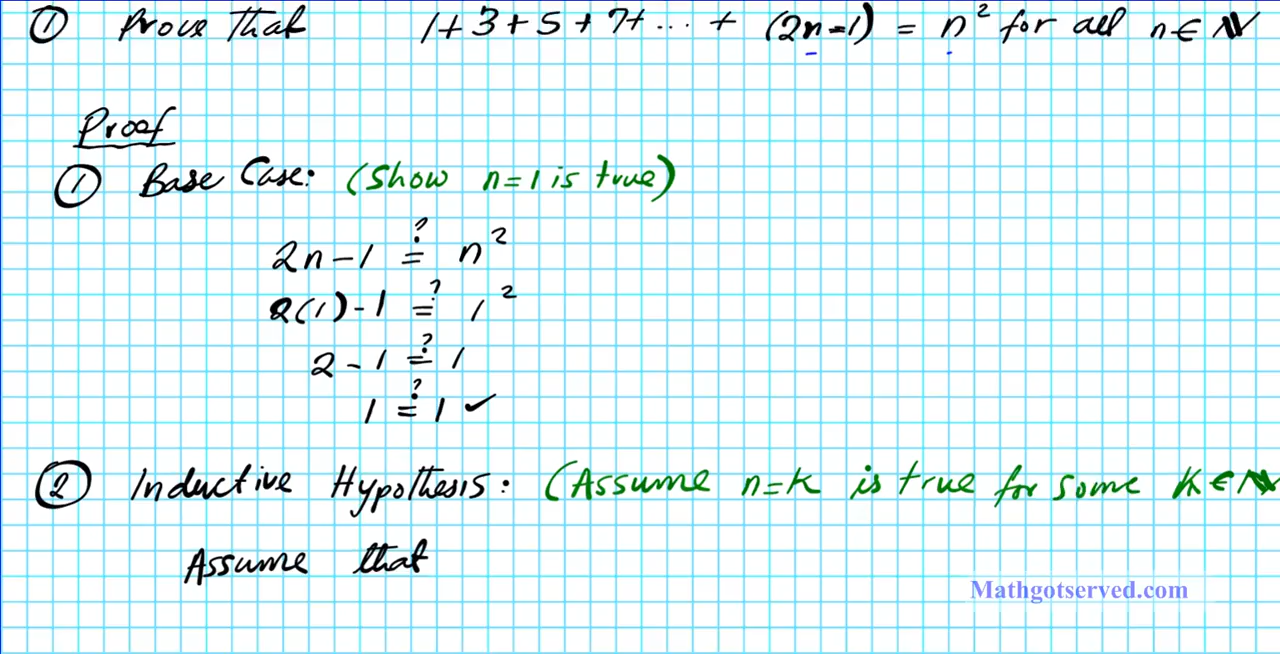 ① Prove That 1+3+5+7+...+(2n-1) = n² for all n∈ℕ
Proof
① Base Case: (Show n=1 is true)
2n-1 ≟ n²
2(1)-1 ≟ 1²
2-1 ≟ 1
1 ≟ 1 ✓
② Inductive Hypothesis: (Assume n=k is true for some k∈ℕ
Assume that
Mathgotserved.com